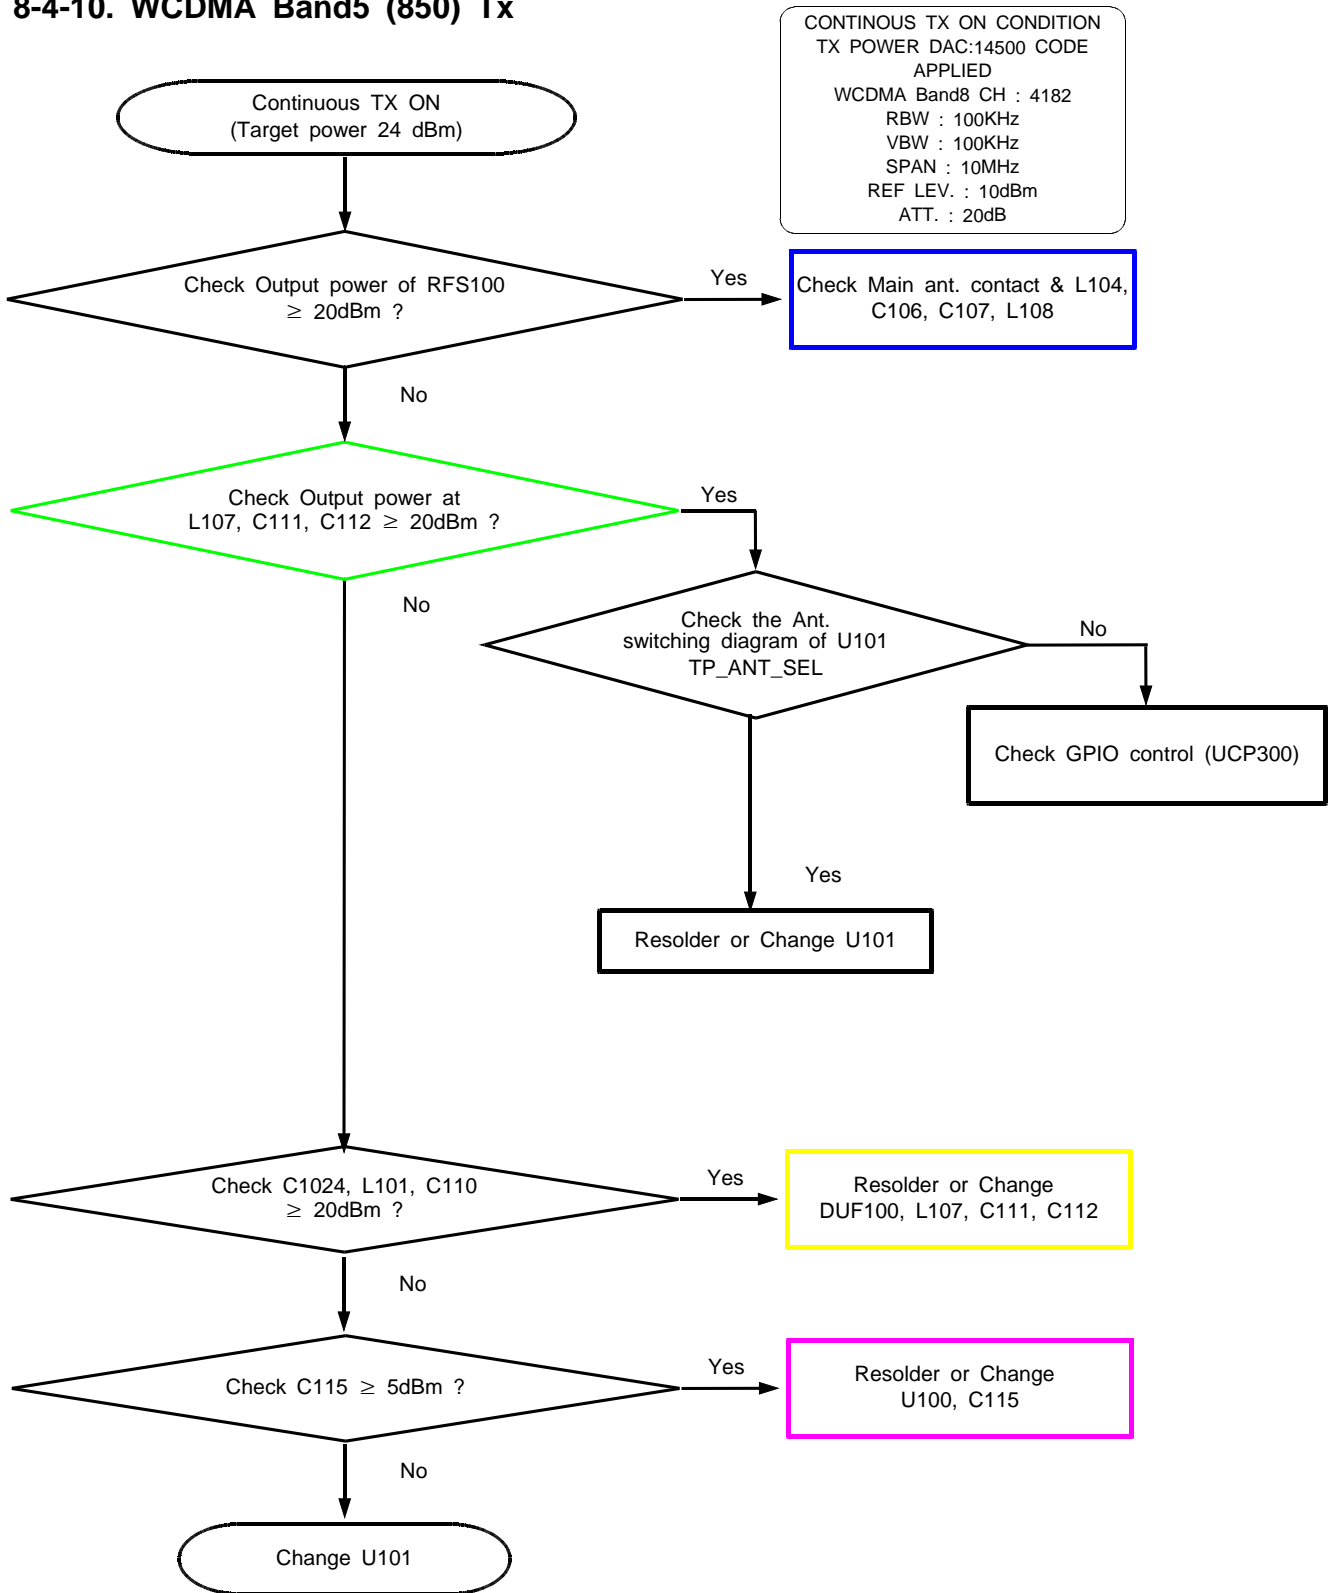 8-4-10. WCDMA Band5 (850) Tx
CONTINOUS TX ON CONDITION
TX POWER DAC:14500 CODE
APPLIED
WCDMA Band8 CH : 4182
RBW : 100KHz
VBW : 100KHz
SPAN : 10MHz
REF LEV. : 10dBm
ATT. : 20dB
Continuous TX ON
(Target power 24 dBm)
Check Output power of RFS100
≥ 20dBm ?
Yes
Check Main ant. contact & L104,
C106, C107, L108
No
Check Output power at
L107, C111, C112 ≥ 20dBm ?
Yes
No
Check the Ant.
switching diagram of U101
TP_ANT_SEL
No
Check GPIO control (UCP300)
Yes
Resolder or Change U101
Check C1024, L101, C110
≥ 20dBm ?
Yes
Resolder or Change
DUF100, L107, C111, C112
No
Check C115 ≥ 5dBm ?
Yes
Resolder or Change
U100, C115
No
Change U101